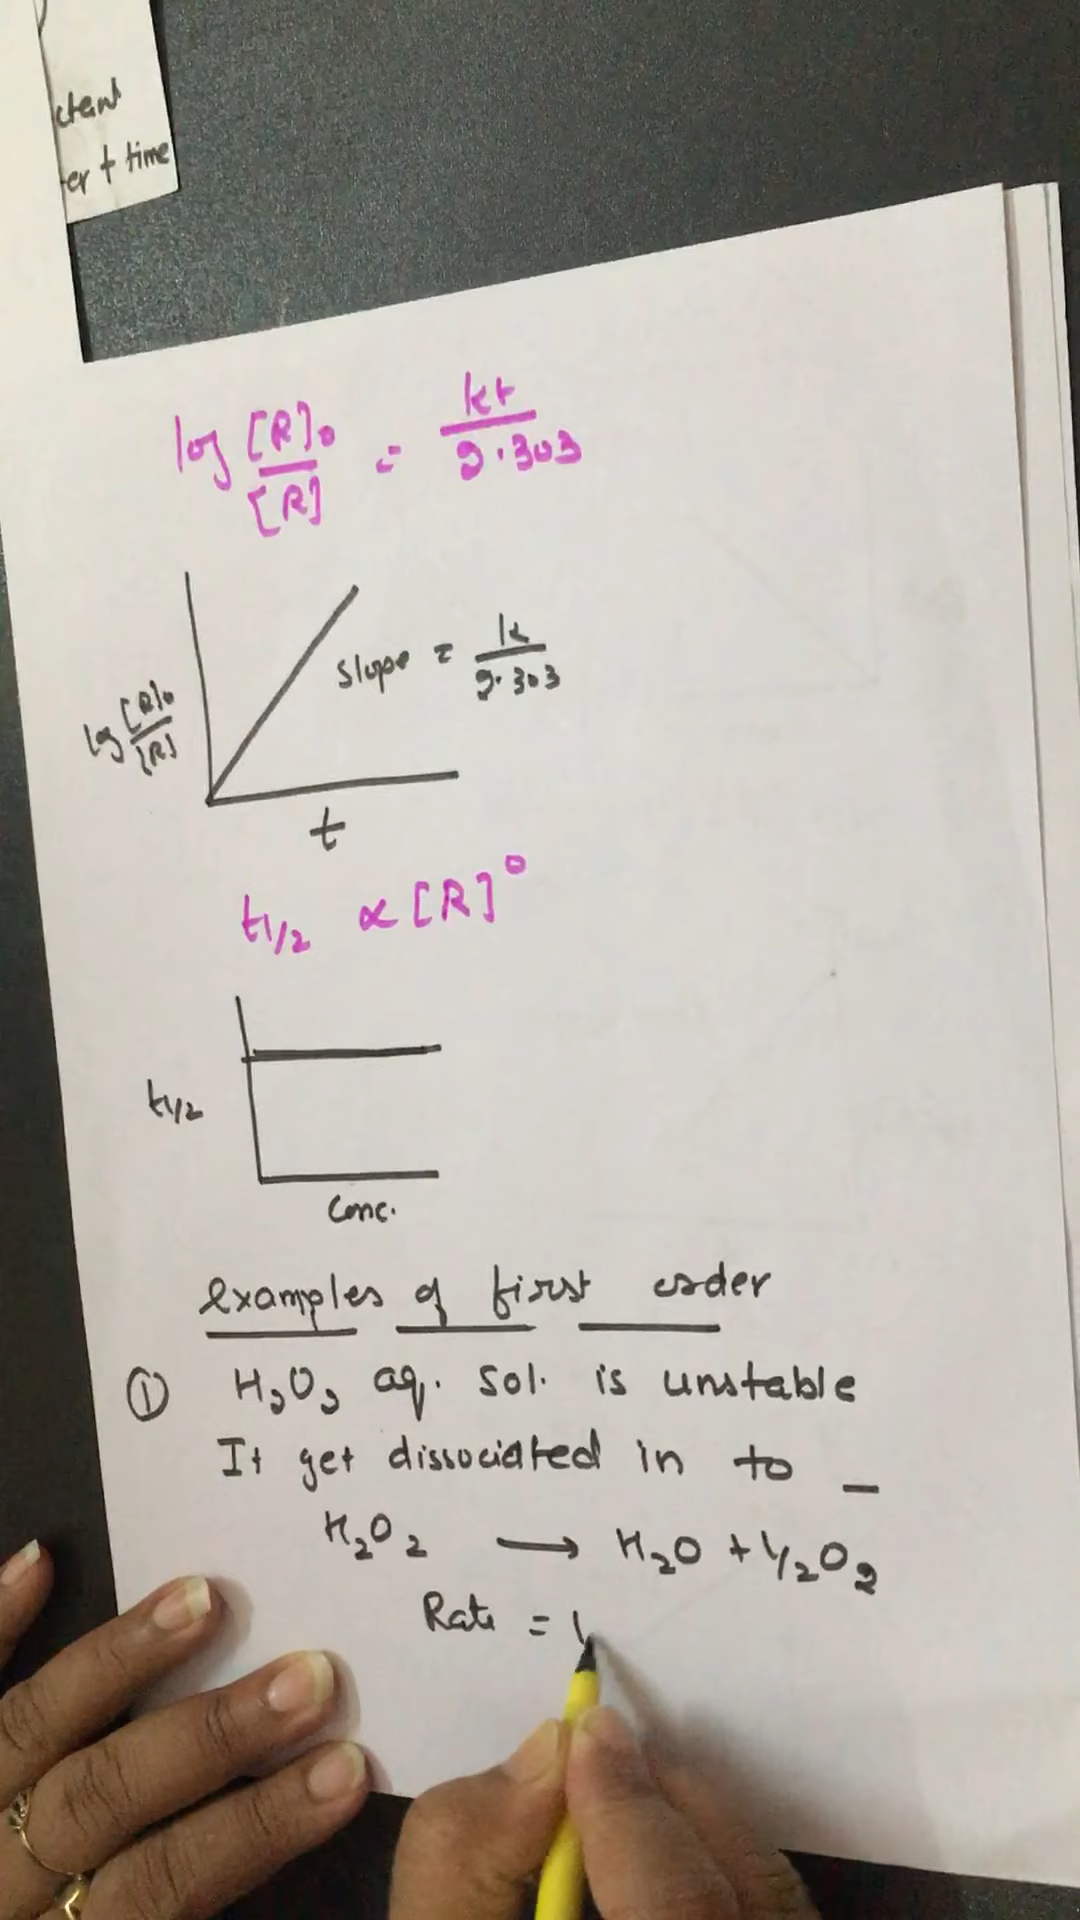 er t time
log [R]₀ / [R] = kt / 2.303
log [R]₀ / [R]
slope = k / 2.303
t
t1/2 ∝ [R]⁰
t1/2
Conc.
examples of first order
① H₂O₂ aq. sol. is unstable
It get dissociated in to _
H₂O₂ ⟶ H₂O + 1/2O₂
Rate =